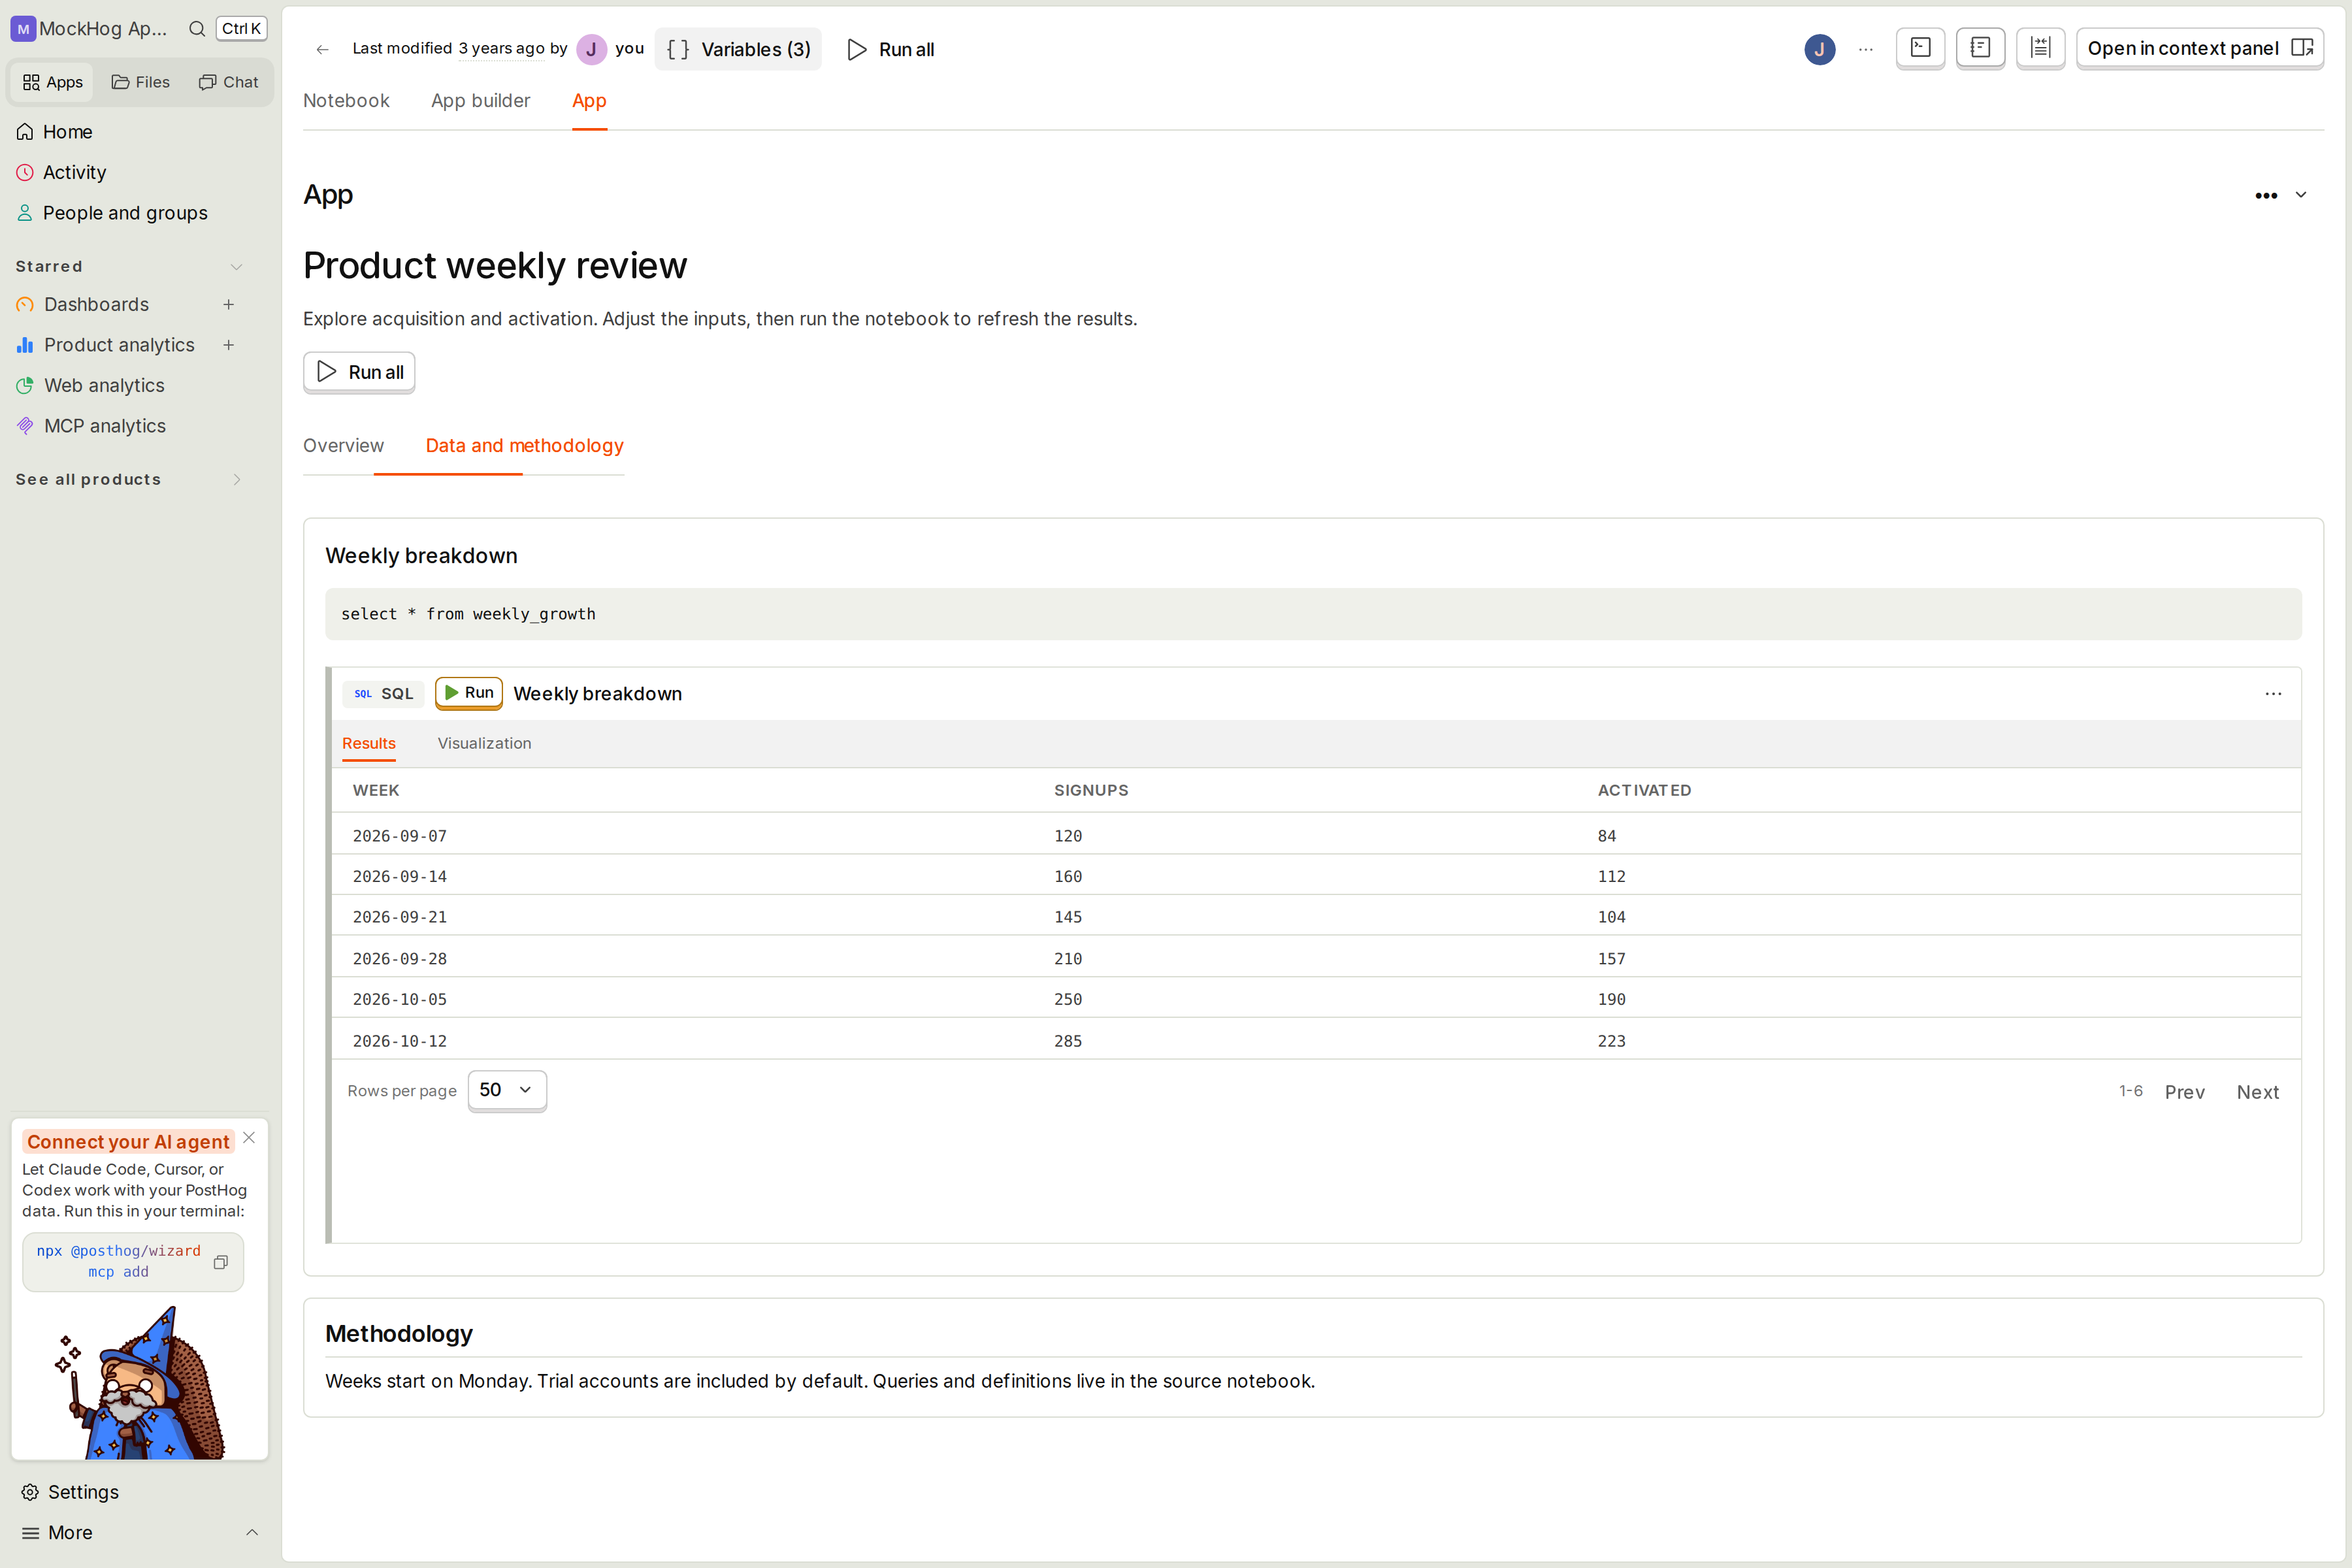 M MockHog Ap... Ctrl K
Apps Files Chat
Home
Activity
People and groups
Starred
Dashboards
Product analytics
Web analytics
MCP analytics
See all products
Connect your AI agent
Let Claude Code, Cursor, or
Codex work with your PostHog
data. Run this in your terminal:
npx @posthog/wizard
mcp add
Settings
More
Last modified 3 years ago by J you { } Variables (3) Run all
J ... Open in context panel
Notebook App builder App
App
Product weekly review
Explore acquisition and activation. Adjust the inputs, then run the notebook to refresh the results.
Run all
Overview Data and methodology
Weekly breakdown
select * from weekly_growth
SQL SQL Run Weekly breakdown
Results Visualization
WEEK SIGNUPS ACTIVATED
2026-09-07 120 84
2026-09-14 160 112
2026-09-21 145 104
2026-09-28 210 157
2026-10-05 250 190
2026-10-12 285 223
Rows per page 50 1-6 Prev Next
Methodology
Weeks start on Monday. Trial accounts are included by default. Queries and definitions live in the source notebook.